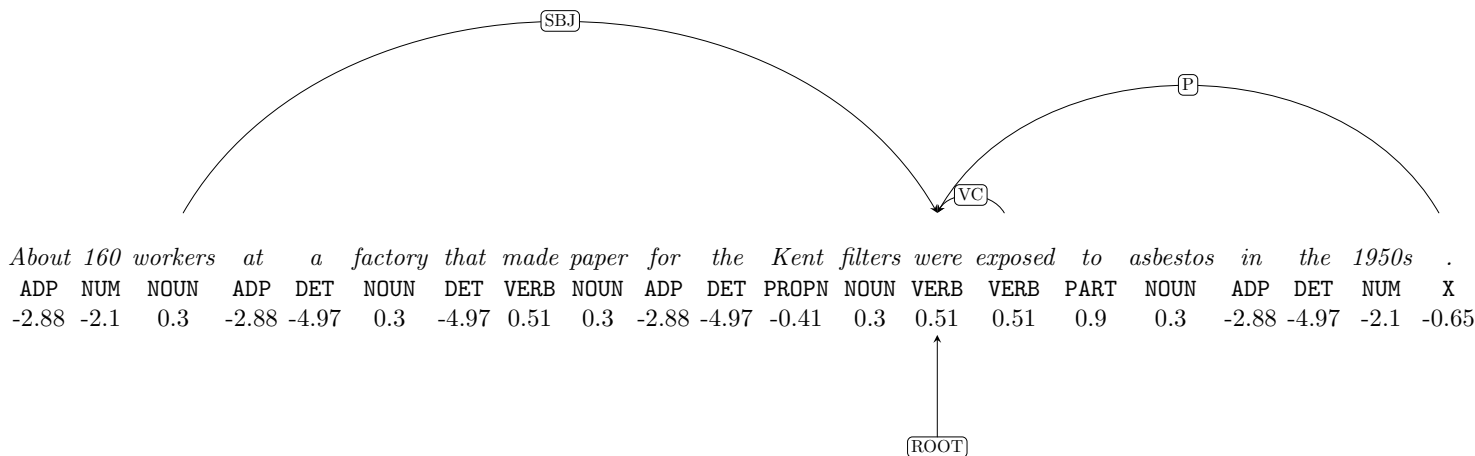 SBJ
P
VC
About 160 workers at a factory that made paper for the Kent filters were exposed to asbestos in the 1950s .
ADP NUM NOUN ADP DET NOUN DET VERB NOUN ADP DET PROPN NOUN VERB VERB PART NOUN ADP DET NUM X
-2.88 -2.1 0.3 -2.88 -4.97 0.3 -4.97 0.51 0.3 -2.88 -4.97 -0.41 0.3 0.51 0.51 0.9 0.3 -2.88 -4.97 -2.1 -0.65
ROOT